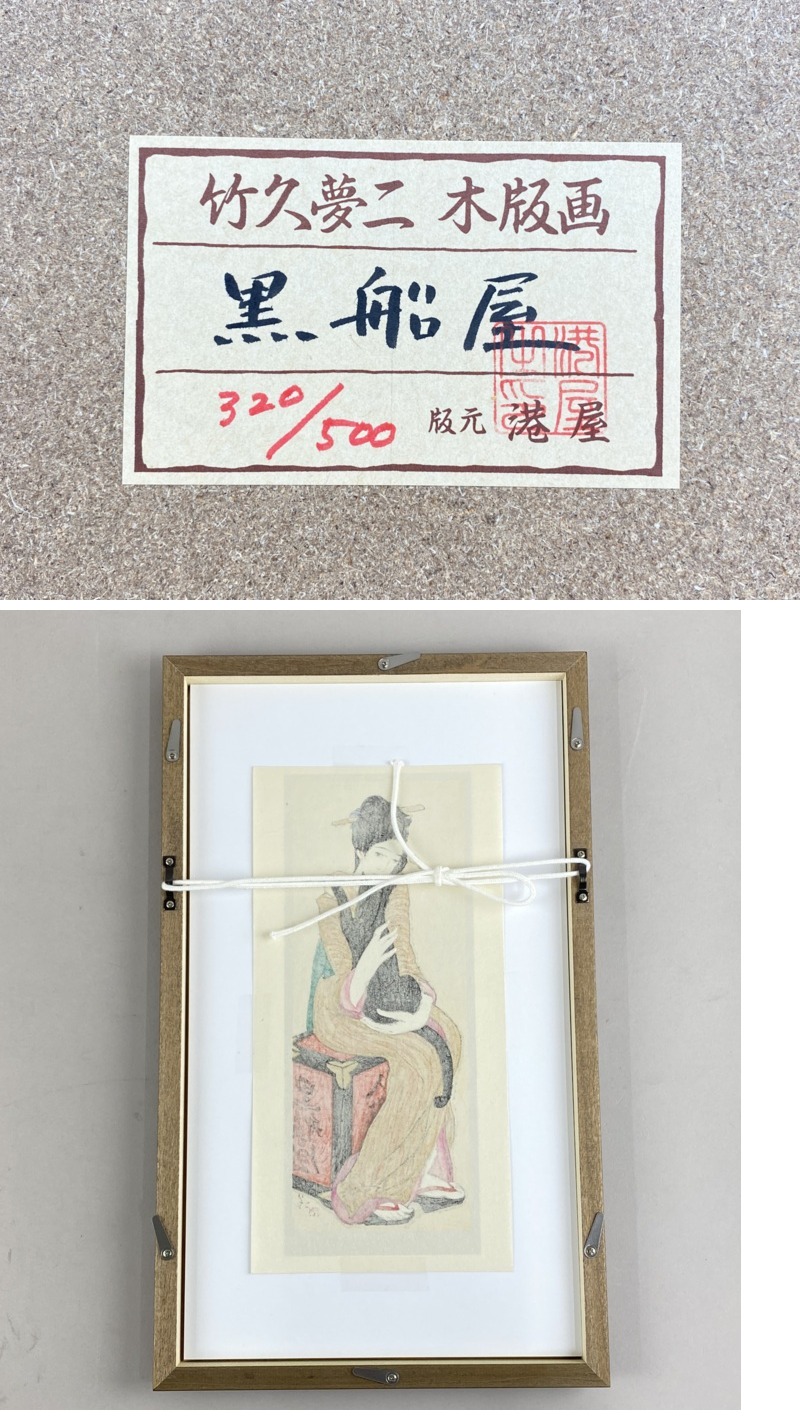 竹久夢二 木版画
黒船屋
320/500
版元 港屋